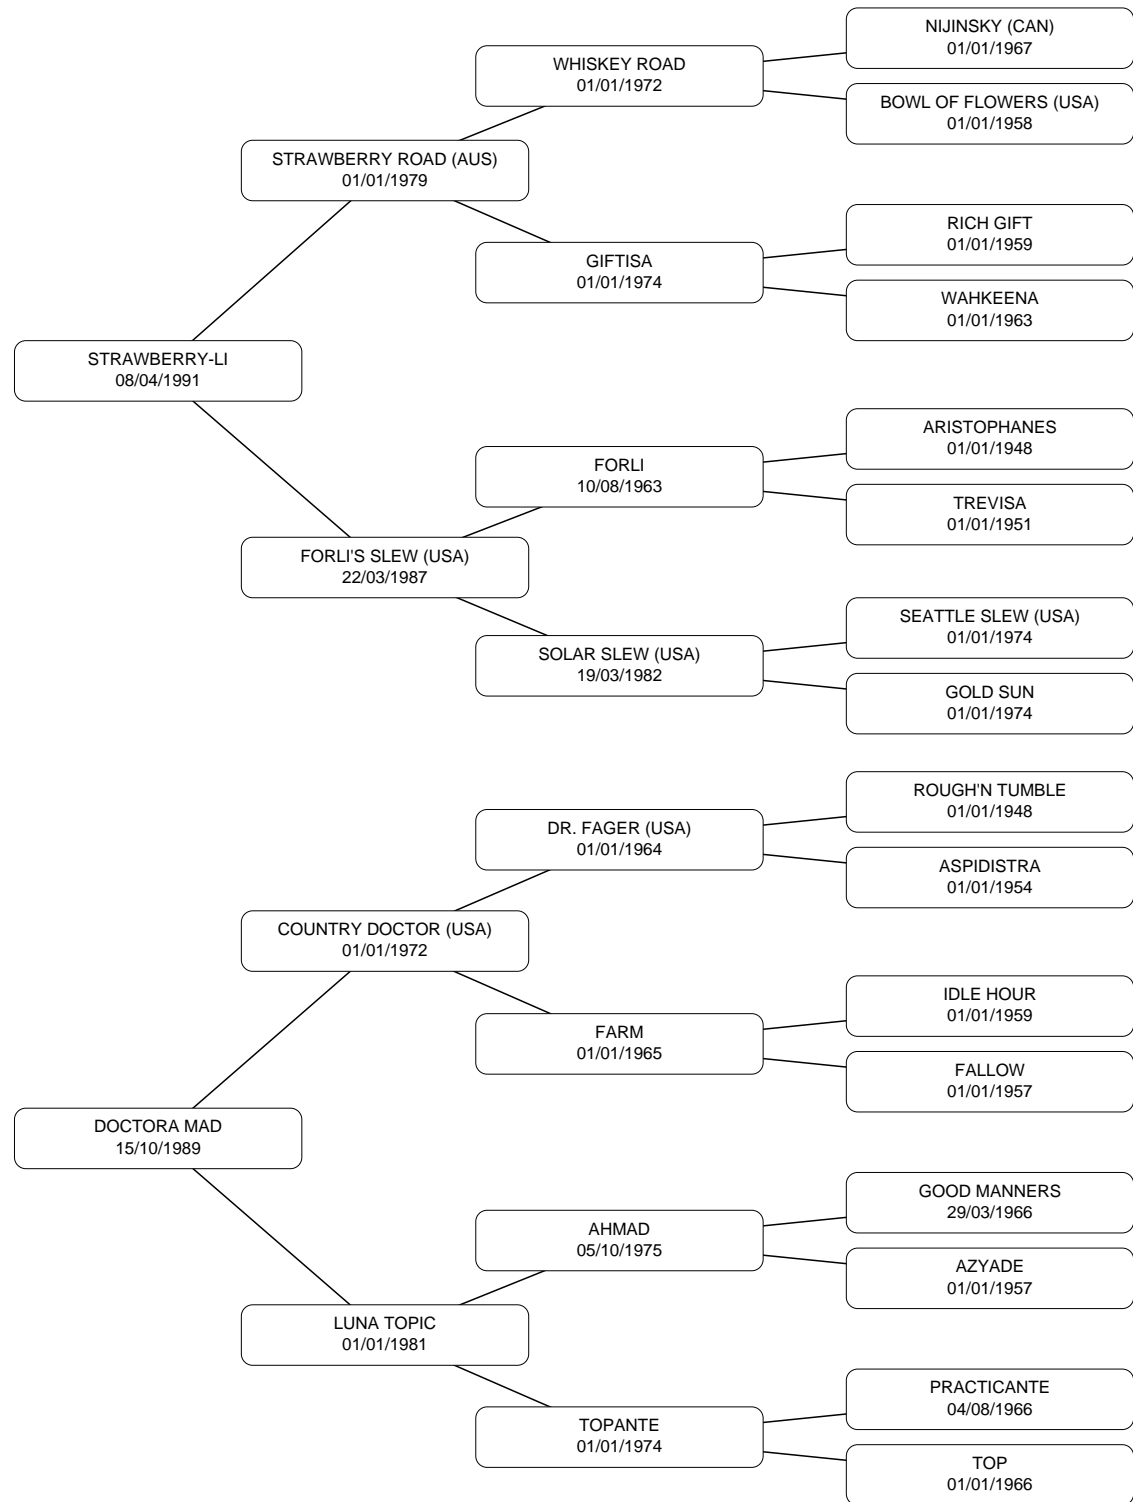 NIJINSKY (CAN)
01/01/1967
WHISKEY ROAD
01/01/1972
BOWL OF FLOWERS (USA)
01/01/1958
STRAWBERRY ROAD (AUS)
01/01/1979
RICH GIFT
01/01/1959
GIFTISA
01/01/1974
WAHKEENA
01/01/1963
STRAWBERRY-LI
08/04/1991
ARISTOPHANES
01/01/1948
FORLI
10/08/1963
TREVISA
01/01/1951
FORLI'S SLEW (USA)
22/03/1987
SEATTLE SLEW (USA)
01/01/1974
SOLAR SLEW (USA)
19/03/1982
GOLD SUN
01/01/1974
ROUGH'N TUMBLE
01/01/1948
DR. FAGER (USA)
01/01/1964
ASPIDISTRA
01/01/1954
COUNTRY DOCTOR (USA)
01/01/1972
IDLE HOUR
01/01/1959
FARM
01/01/1965
FALLOW
01/01/1957
DOCTORA MAD
15/10/1989
GOOD MANNERS
29/03/1966
AHMAD
05/10/1975
AZYADE
01/01/1957
LUNA TOPIC
01/01/1981
PRACTICANTE
04/08/1966
TOPANTE
01/01/1974
TOP
01/01/1966